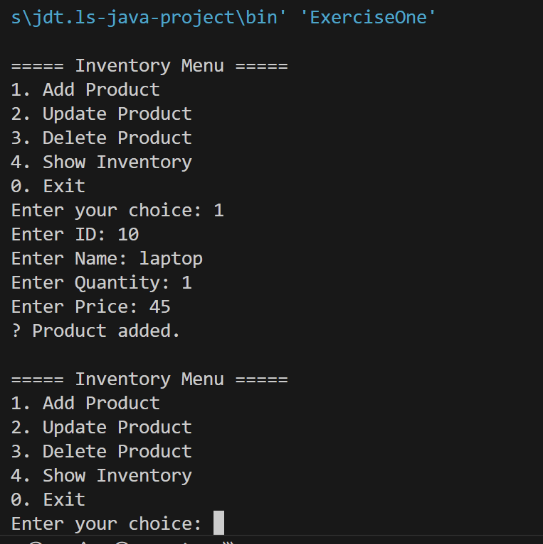 s\jdt.ls-java-project\bin' 'ExerciseOne'
===== Inventory Menu =====
1. Add Product
2. Update Product
3. Delete Product
4. Show Inventory
0. Exit
Enter your choice: 1
Enter ID: 10
Enter Name: laptop
Enter Quantity: 1
Enter Price: 45
? Product added.
===== Inventory Menu =====
1. Add Product
2. Update Product
3. Delete Product
4. Show Inventory
0. Exit
Enter your choice: